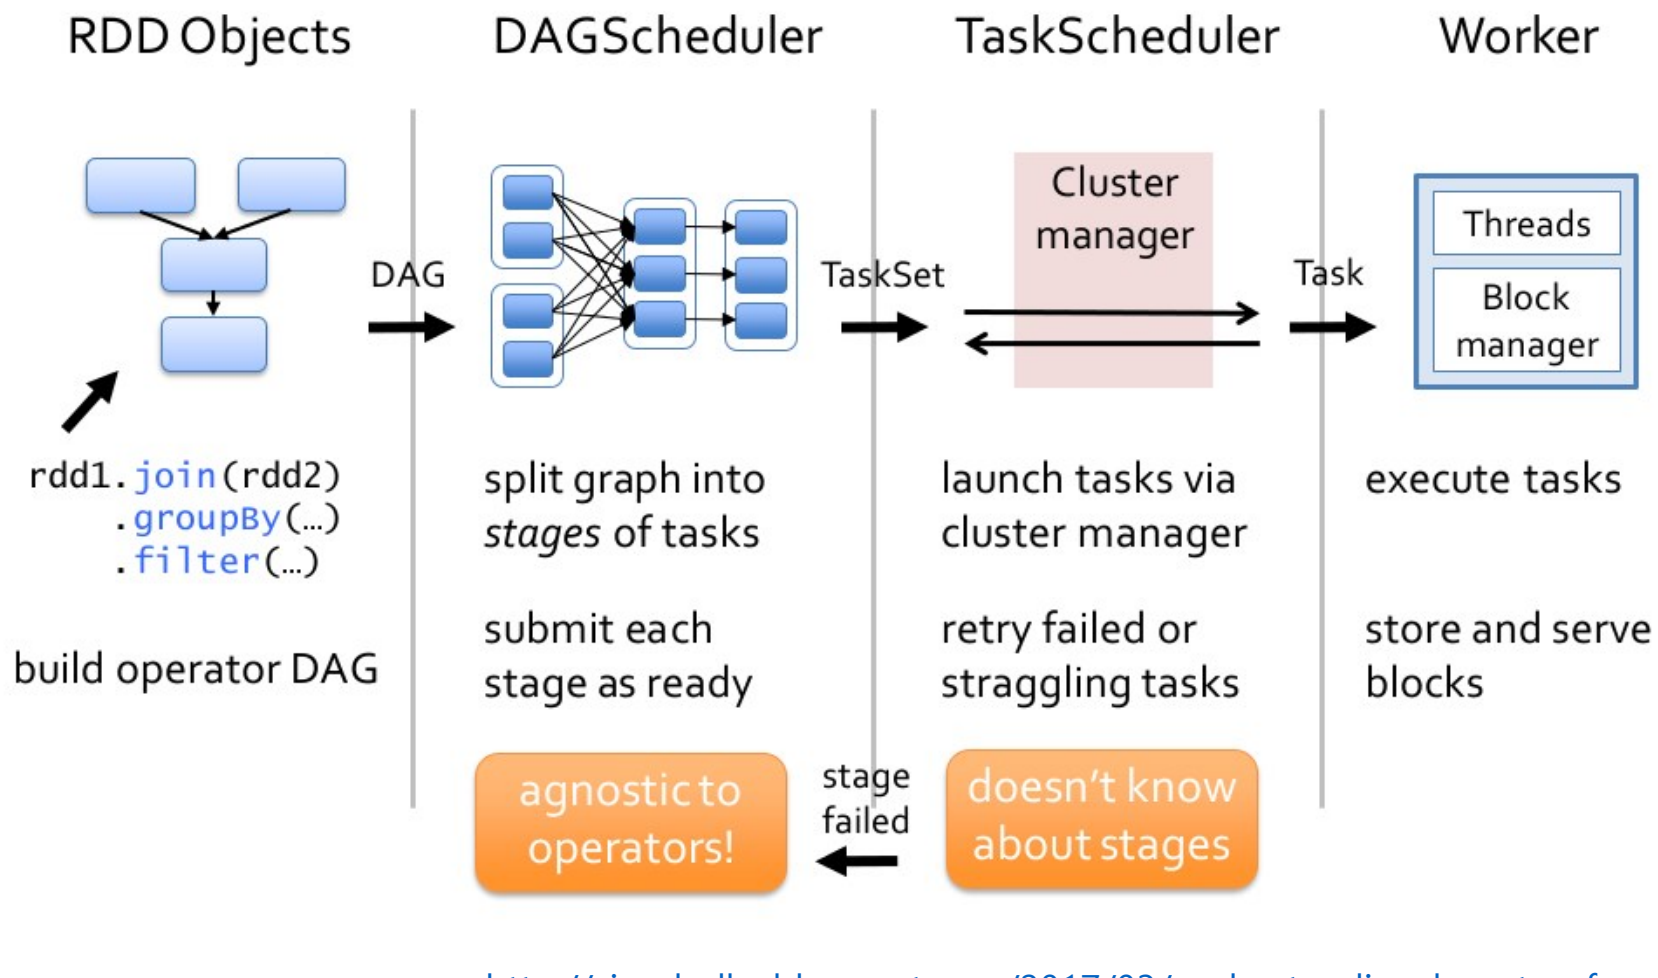 RDD Objects
DAGScheduler
TaskScheduler
Worker
DAG
TaskSet
Cluster
manager
Task
Threads
Block
manager
rdd1.join(rdd2)
.groupBy(…)
.filter(…)
build operator DAG
split graph into
stages of tasks
submit each
stage as ready
launch tasks via
cluster manager
retry failed or
straggling tasks
execute tasks
store and serve
blocks
agnostic to
operators!
stage
failed
doesn't know
about stages